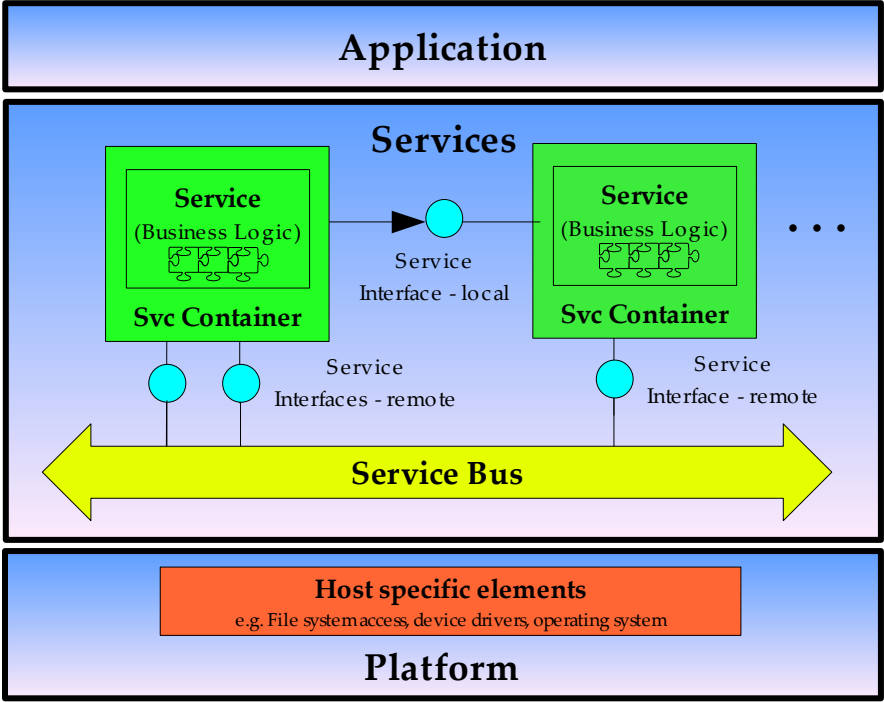 Application
Services
Service
(Business Logic)
Svc Container
Service
Interface - local
Service
(Business Logic)
Svc Container
...
Service
Interfaces - remote
Service
Interface - remote
Service Bus
Host specific elements
e.g. File system access, device drivers, operating system
Platform